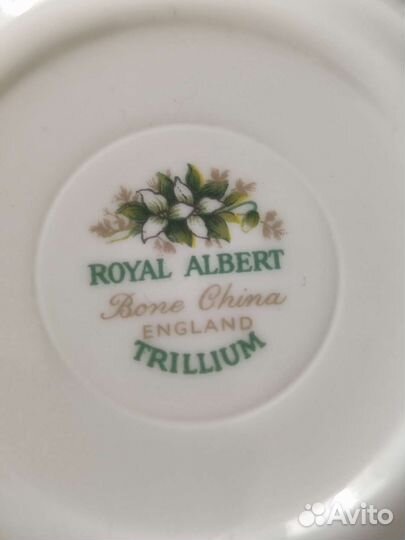 ROYAL ALBERT
Bone China
ENGLAND
TRILLIUM
Avito